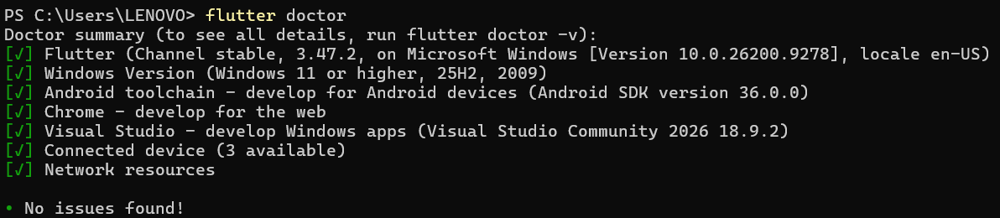 PS C:\Users\LENOVO> flutter doctor
Doctor summary (to see all details, run flutter doctor -v):
[√] Flutter (Channel stable, 3.47.2, on Microsoft Windows [Version 10.0.26200.9278], locale en-US)
[√] Windows Version (Windows 11 or higher, 25H2, 2009)
[√] Android toolchain - develop for Android devices (Android SDK version 36.0.0)
[√] Chrome - develop for the web
[√] Visual Studio - develop Windows apps (Visual Studio Community 2026 18.9.2)
[√] Connected device (3 available)
[√] Network resources
• No issues found!